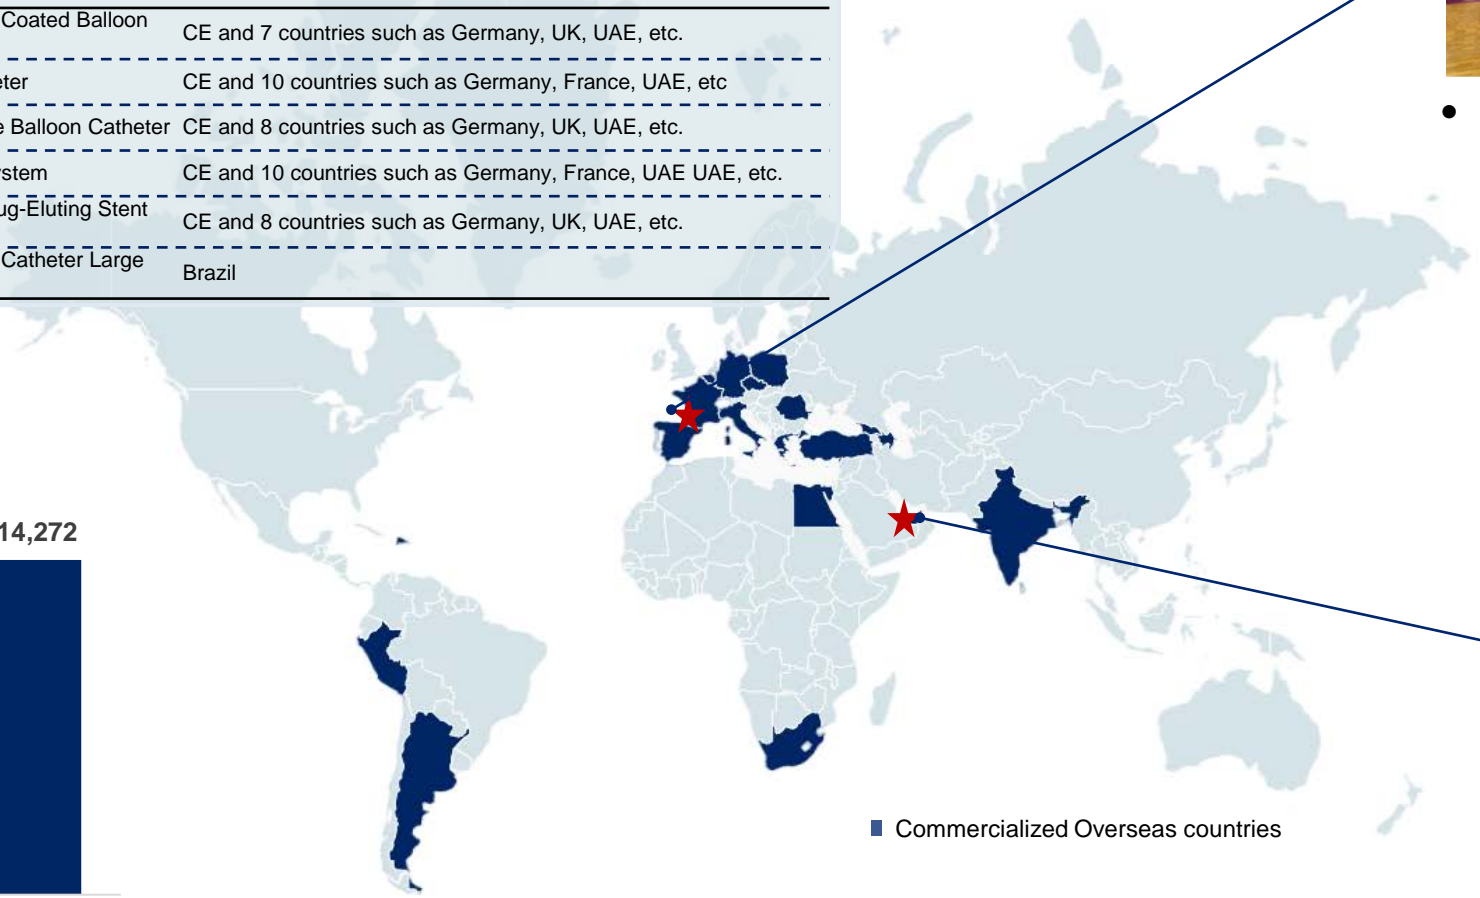 Coated Balloon
CE and 7 countries such as Germany, UK, UAE, etc.
eter
CE and 10 countries such as Germany, France, UAE, etc
e Balloon Catheter
CE and 8 countries such as Germany, UK, UAE, etc.
ystem
CE and 10 countries such as Germany, France, UAE UAE, etc.
ug-Eluting Stent
CE and 8 countries such as Germany, UK, UAE, etc.
Catheter Large
Brazil
14,272
•
Commercialized Overseas countries